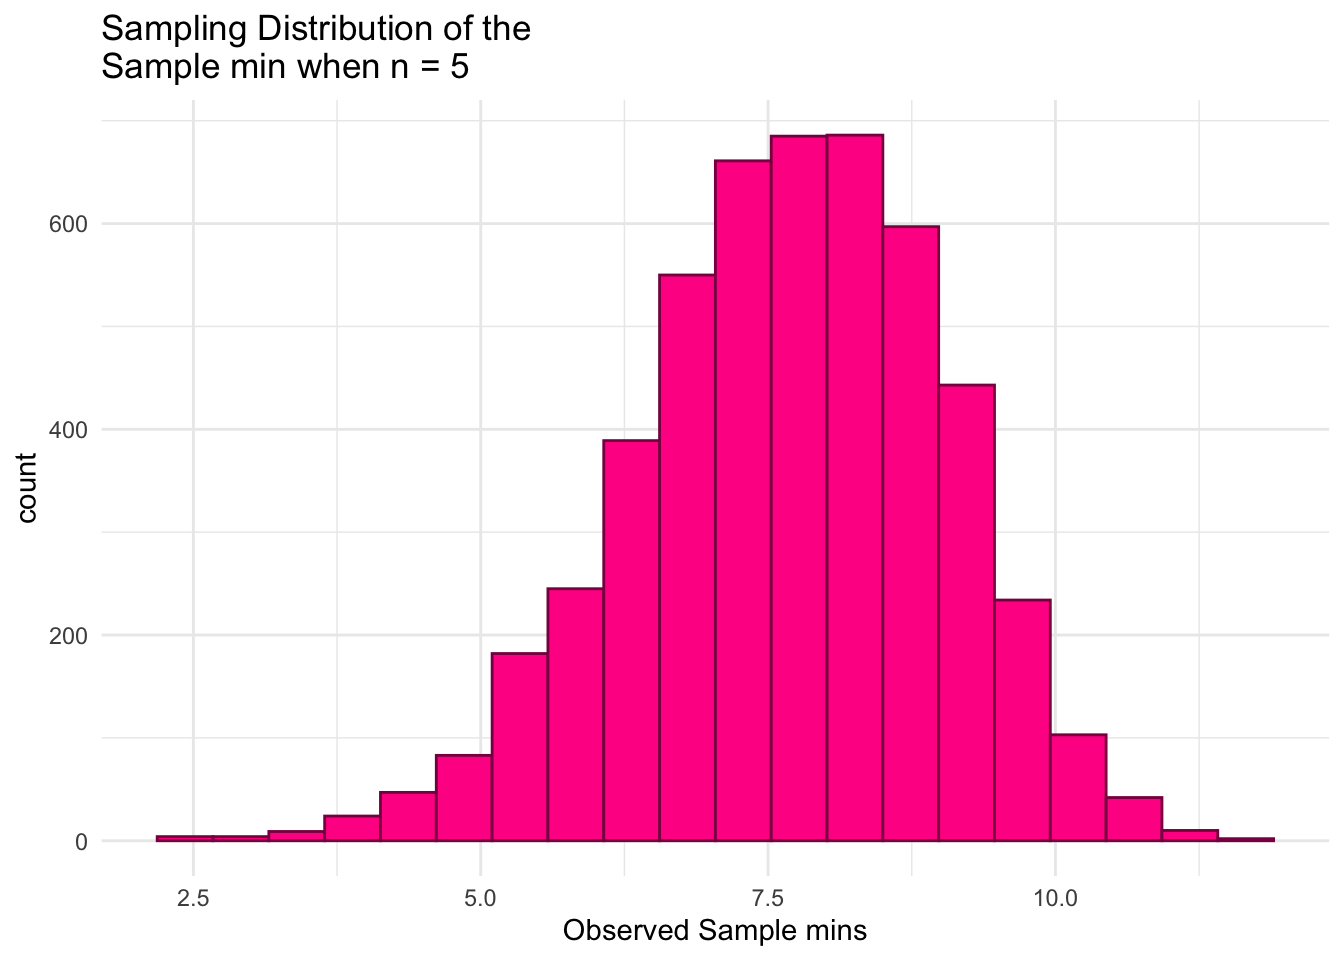 Sampling Distribution of the
Sample min when n = 5
count
600
400
200
0
2.5 5.0 7.5 10.0
Observed Sample mins